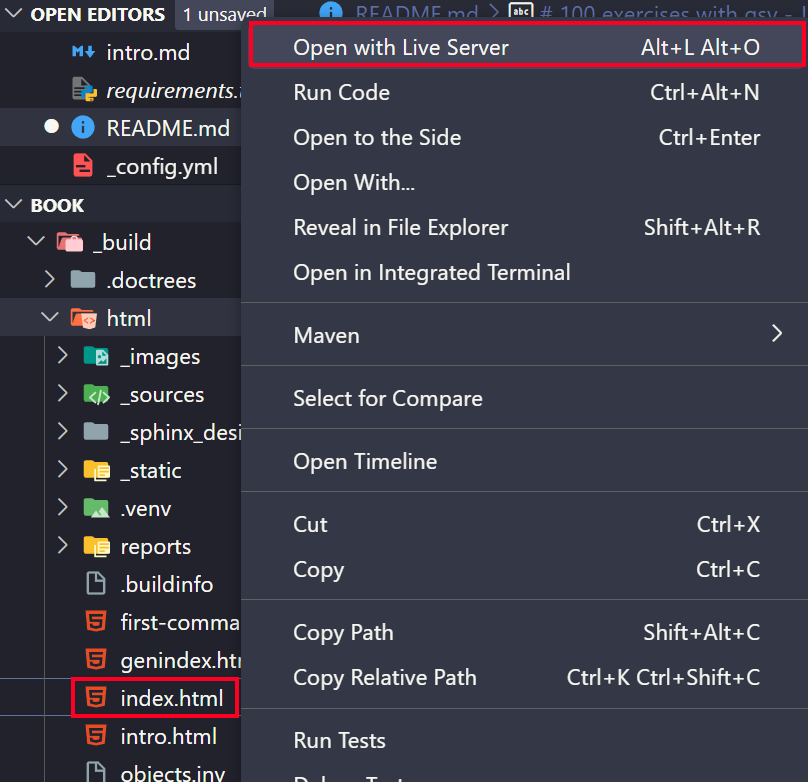 OPEN EDITORS
1 unsaved
intro.md
requirements.
README.md
_config.yml
BOOK
_build
.doctrees
html
_images
_sources
_sphinx_desi
_static
.venv
reports
.buildinfo
first-comma
genindex.htm
index.html
intro.html
objects.inv
README.md > abc # 100 exercises with qsv -
Open with Live Server Alt+L Alt+O
Run Code Ctrl+Alt+N
Open to the Side Ctrl+Enter
Open With...
Reveal in File Explorer Shift+Alt+R
Open in Integrated Terminal
Maven
Select for Compare
Open Timeline
Cut Ctrl+X
Copy Ctrl+C
Copy Path Shift+Alt+C
Copy Relative Path Ctrl+K Ctrl+Shift+C
Run Tests